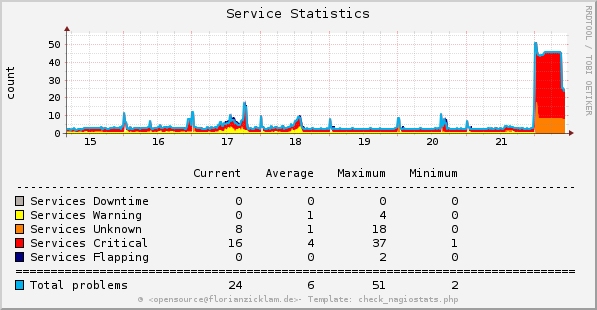 Service Statistics
RRDTOOL / TOBI OETIKER
count
50
40
30
20
10
0
15 16 17 18 19 20 21
Current Average Maximum Minimum
Services Downtime 0 0 0 0
Services Warning 0 1 4 0
Services Unknown 8 1 18 0
Services Critical 16 4 37 1
Services Flapping 0 0 2 0
Total problems 24 6 51 2
® <opensource@florianzicklam.de>- Template: check_nagiostats.php